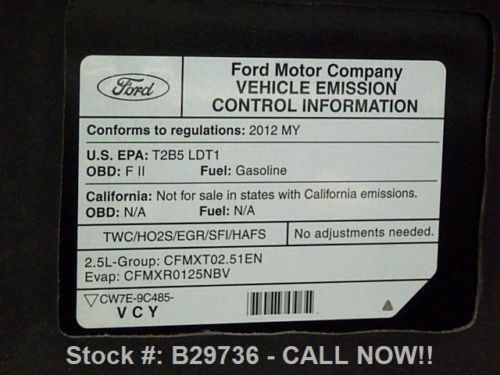 Ford
Ford Motor Company
VEHICLE EMISSION
CONTROL INFORMATION
Conforms to regulations: 2012 MY
U.S. EPA: T2B5 LDT1
OBD: F II Fuel: Gasoline
California: Not for sale in states with California emissions.
OBD: N/A Fuel: N/A
TWC/HO2S/EGR/SFI/HAFS No adjustments needed.
2.5L-Group: CFMXT02.51EN
Evap: CFMXR0125NBV
CW7E-9C485-
V C Y
Stock #: B29736 - CALL NOW!!